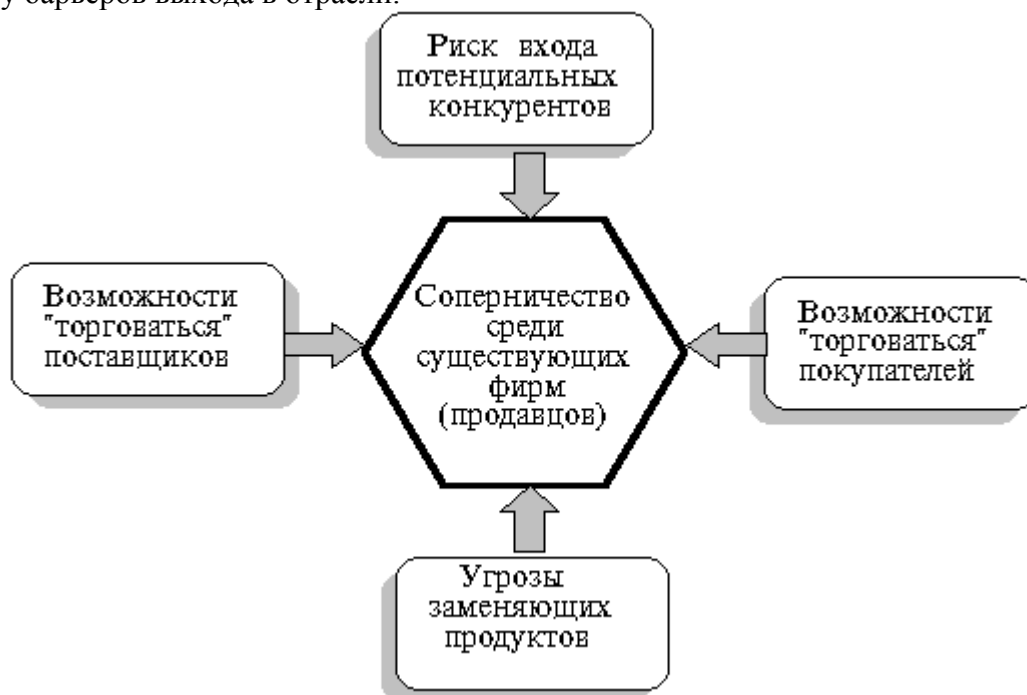 у барьеров выхода в отрасли.
Риск входа
потенциальных
конкурентов
Возможности
"торговаться"
поставщиков
Соперничество
среди
существующих
фирм
(продавцов)
Возможности
"торговаться"
покупателей
Угрозы
заменяющих
продуктов